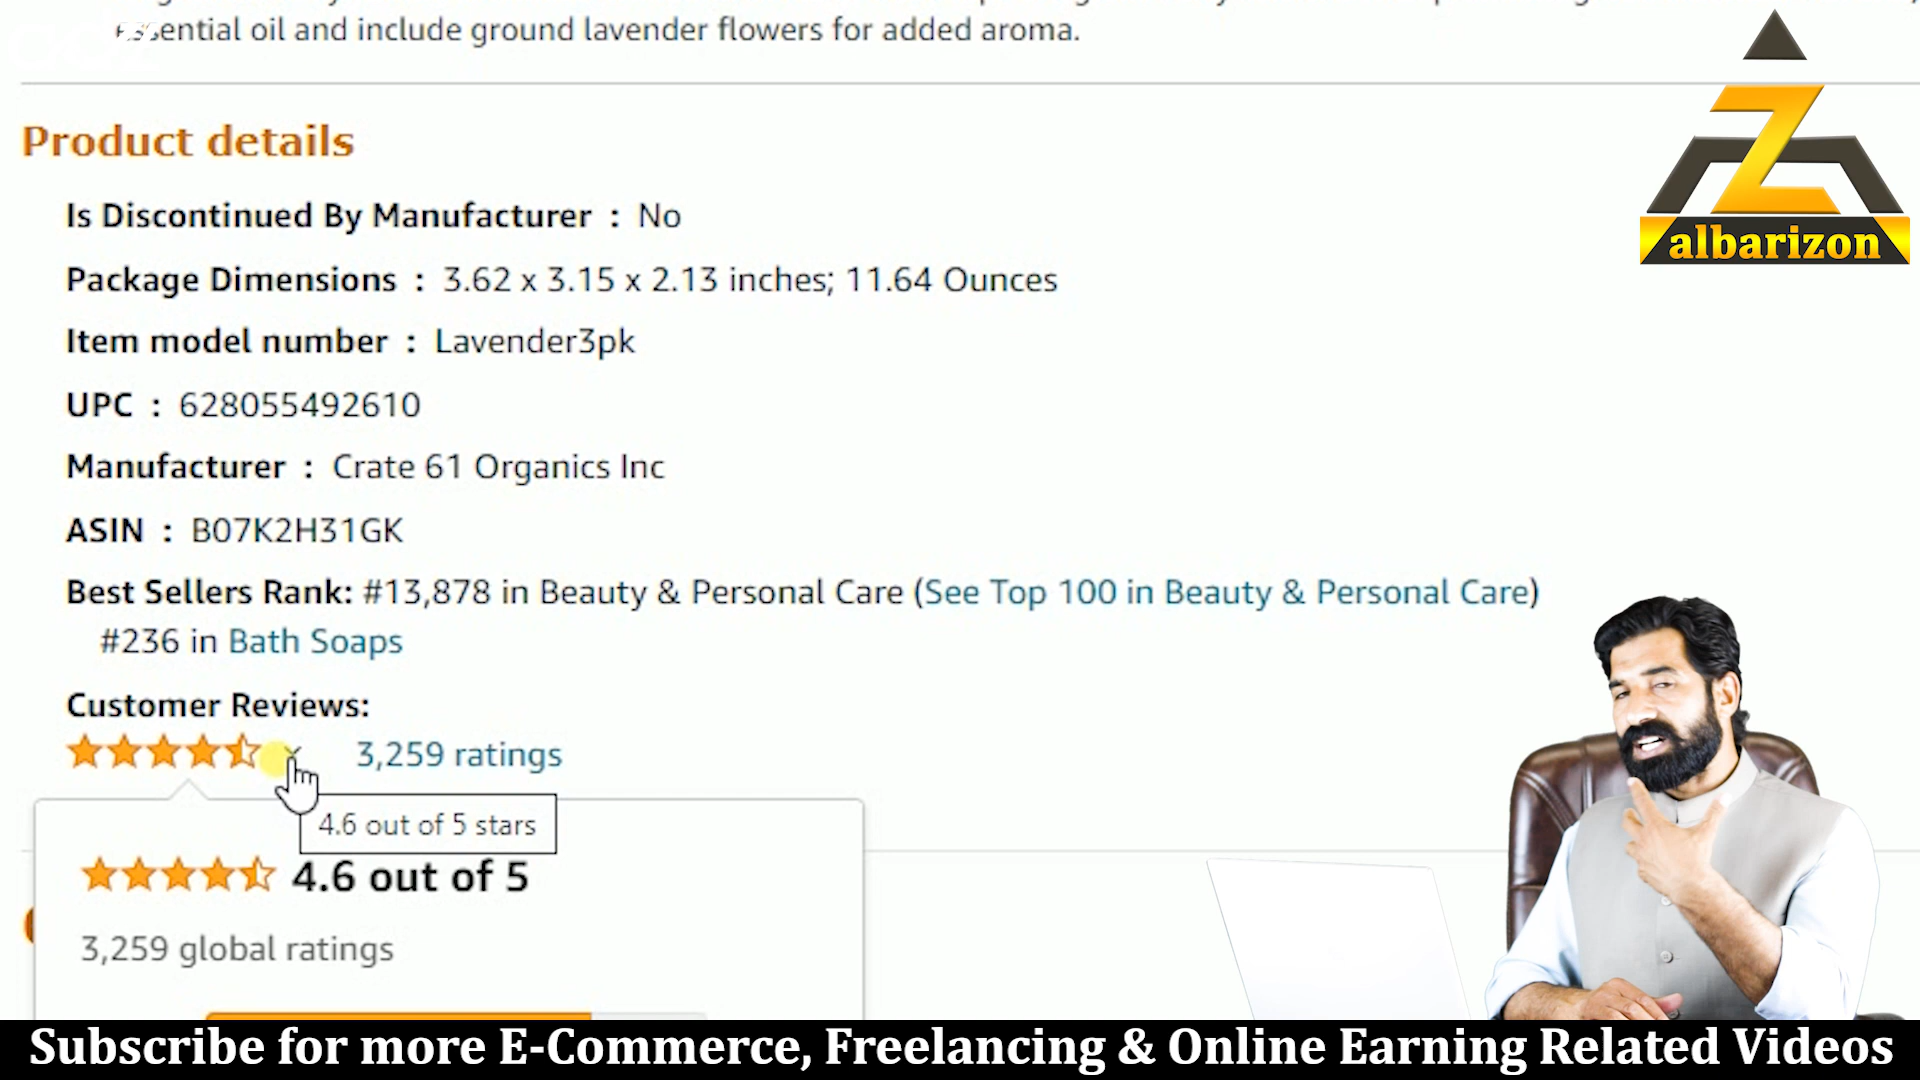 essential oil and include ground lavender flowers for added aroma.
Product details
Is Discontinued By Manufacturer : No
Package Dimensions : 3.62 x 3.15 x 2.13 inches; 11.64 Ounces
Item model number : Lavender3pk
UPC : 628055492610
Manufacturer : Crate 61 Organics Inc
ASIN : B07K2H31GK
Best Sellers Rank: #13,878 in Beauty & Personal Care (See Top 100 in Beauty & Personal Care)
#236 in Bath Soaps
Customer Reviews:
3,259 ratings
4.6 out of 5 stars
4.6 out of 5
3,259 global ratings
albarizon
Subscribe for more E-Commerce, Freelancing & Online Earning Related Videos